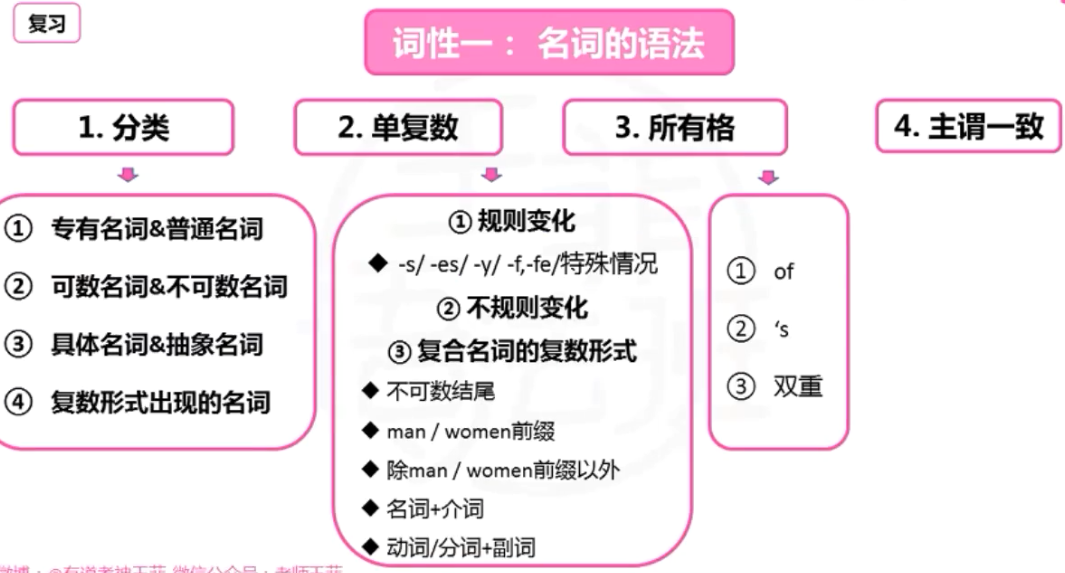 复习
词性一： 名词的语法
1. 分类
2. 单复数
3. 所有格
4. 主谓一致
① 专有名词&普通名词
② 可数名词&不可数名词
③ 具体名词&抽象名词
④ 复数形式出现的名词
① 规则变化
◆ -s/ -es/ -y/ -f,-fe/特殊情况
② 不规则变化
③ 复合名词的复数形式
◆ 不可数结尾
◆ man / women前缀
◆ 除man / women前缀以外
◆ 名词+介词
◆ 动词/分词+副词
① of
② ‘s
③ 双重